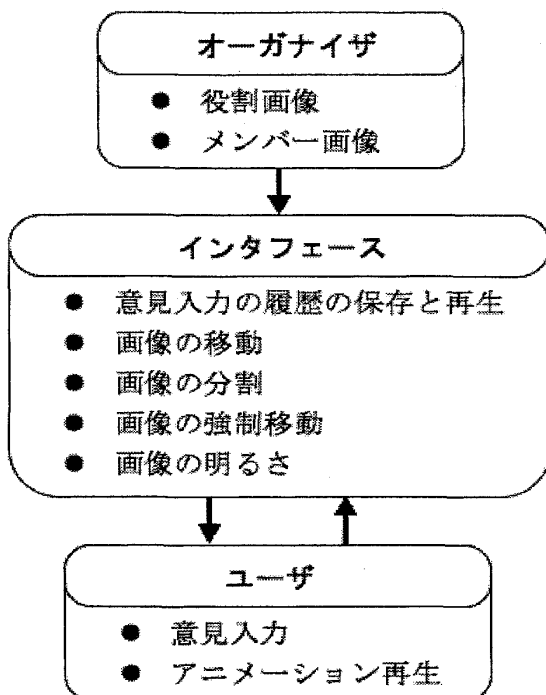 オーガナイザ
● 役割画像
● メンバー画像
インタフェース
● 意見入力の履歴の保存と再生
● 画像の移動
● 画像の分割
● 画像の強制移動
● 画像の明るさ
ユーザ
● 意見入力
● アニメーション再生